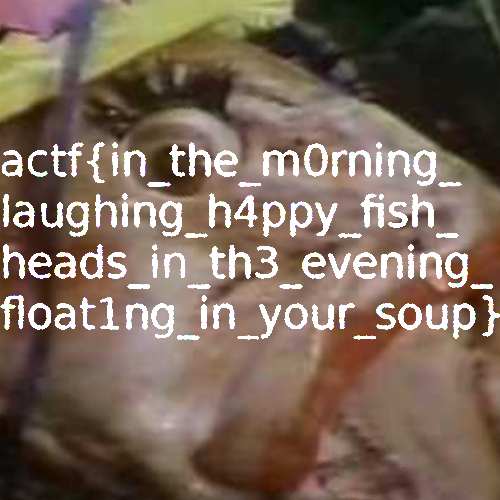 actf{in_the_m0rning_
laughing_h4ppy_fish_
heads_in_th3_evening_
float1ng_in_your_soup}